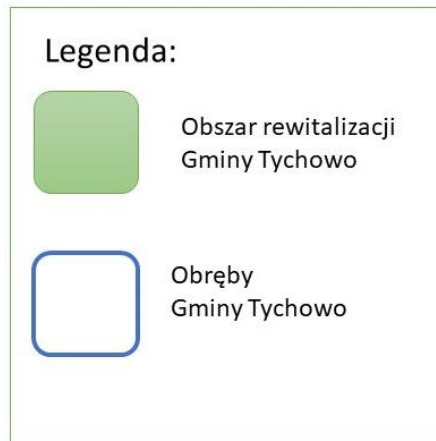 Legenda:
Obszar rewitalizacji
Gminy Tychowo
Obręby
Gminy Tychowo